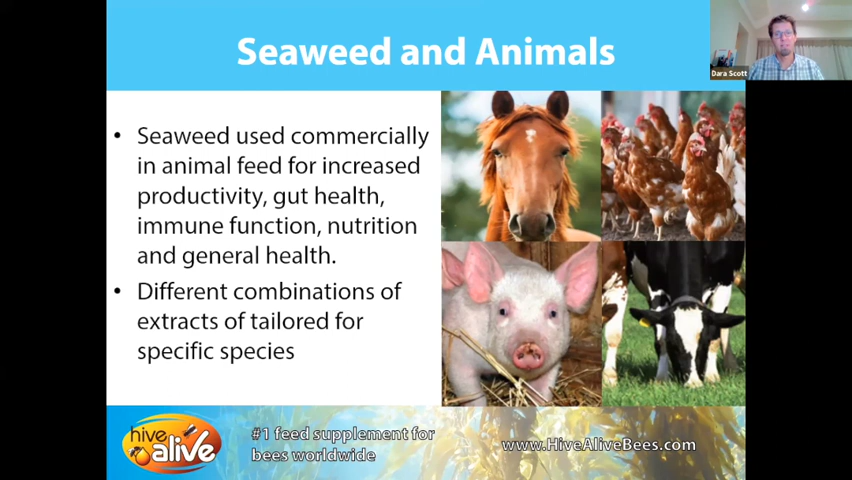 Seaweed and Animals
Dara Scott
• Seaweed used commercially
in animal feed for increased
productivity, gut health,
immune function, nutrition
and general health.
• Different combinations of
extracts of tailored for
specific species
hive
alive
#1 feed supplement for
bees worldwide
www.HiveAliveBees.com